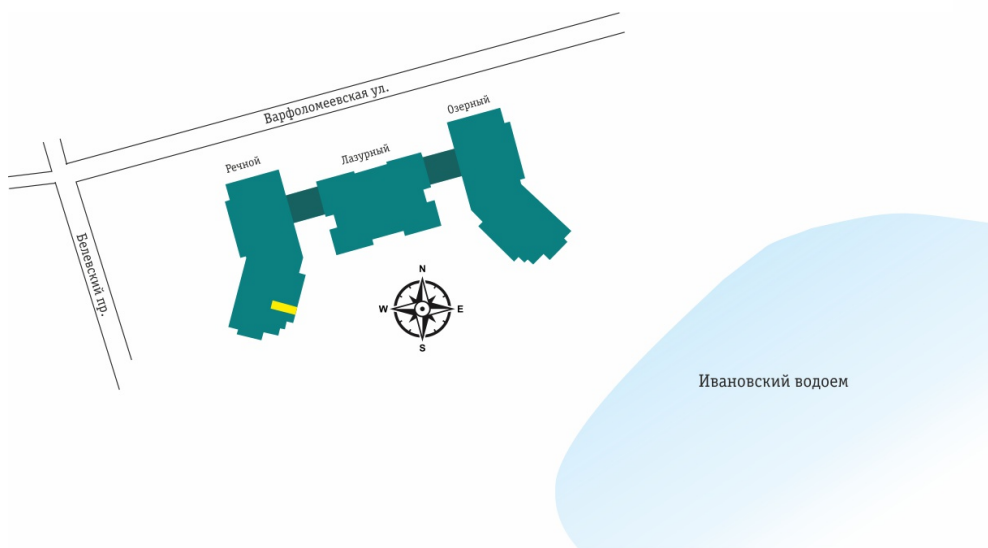 Варфоломеевская ул.
Озерный
Лазурный
Речной
Белевский пр.
N
W
E
S
Ивановский водоем